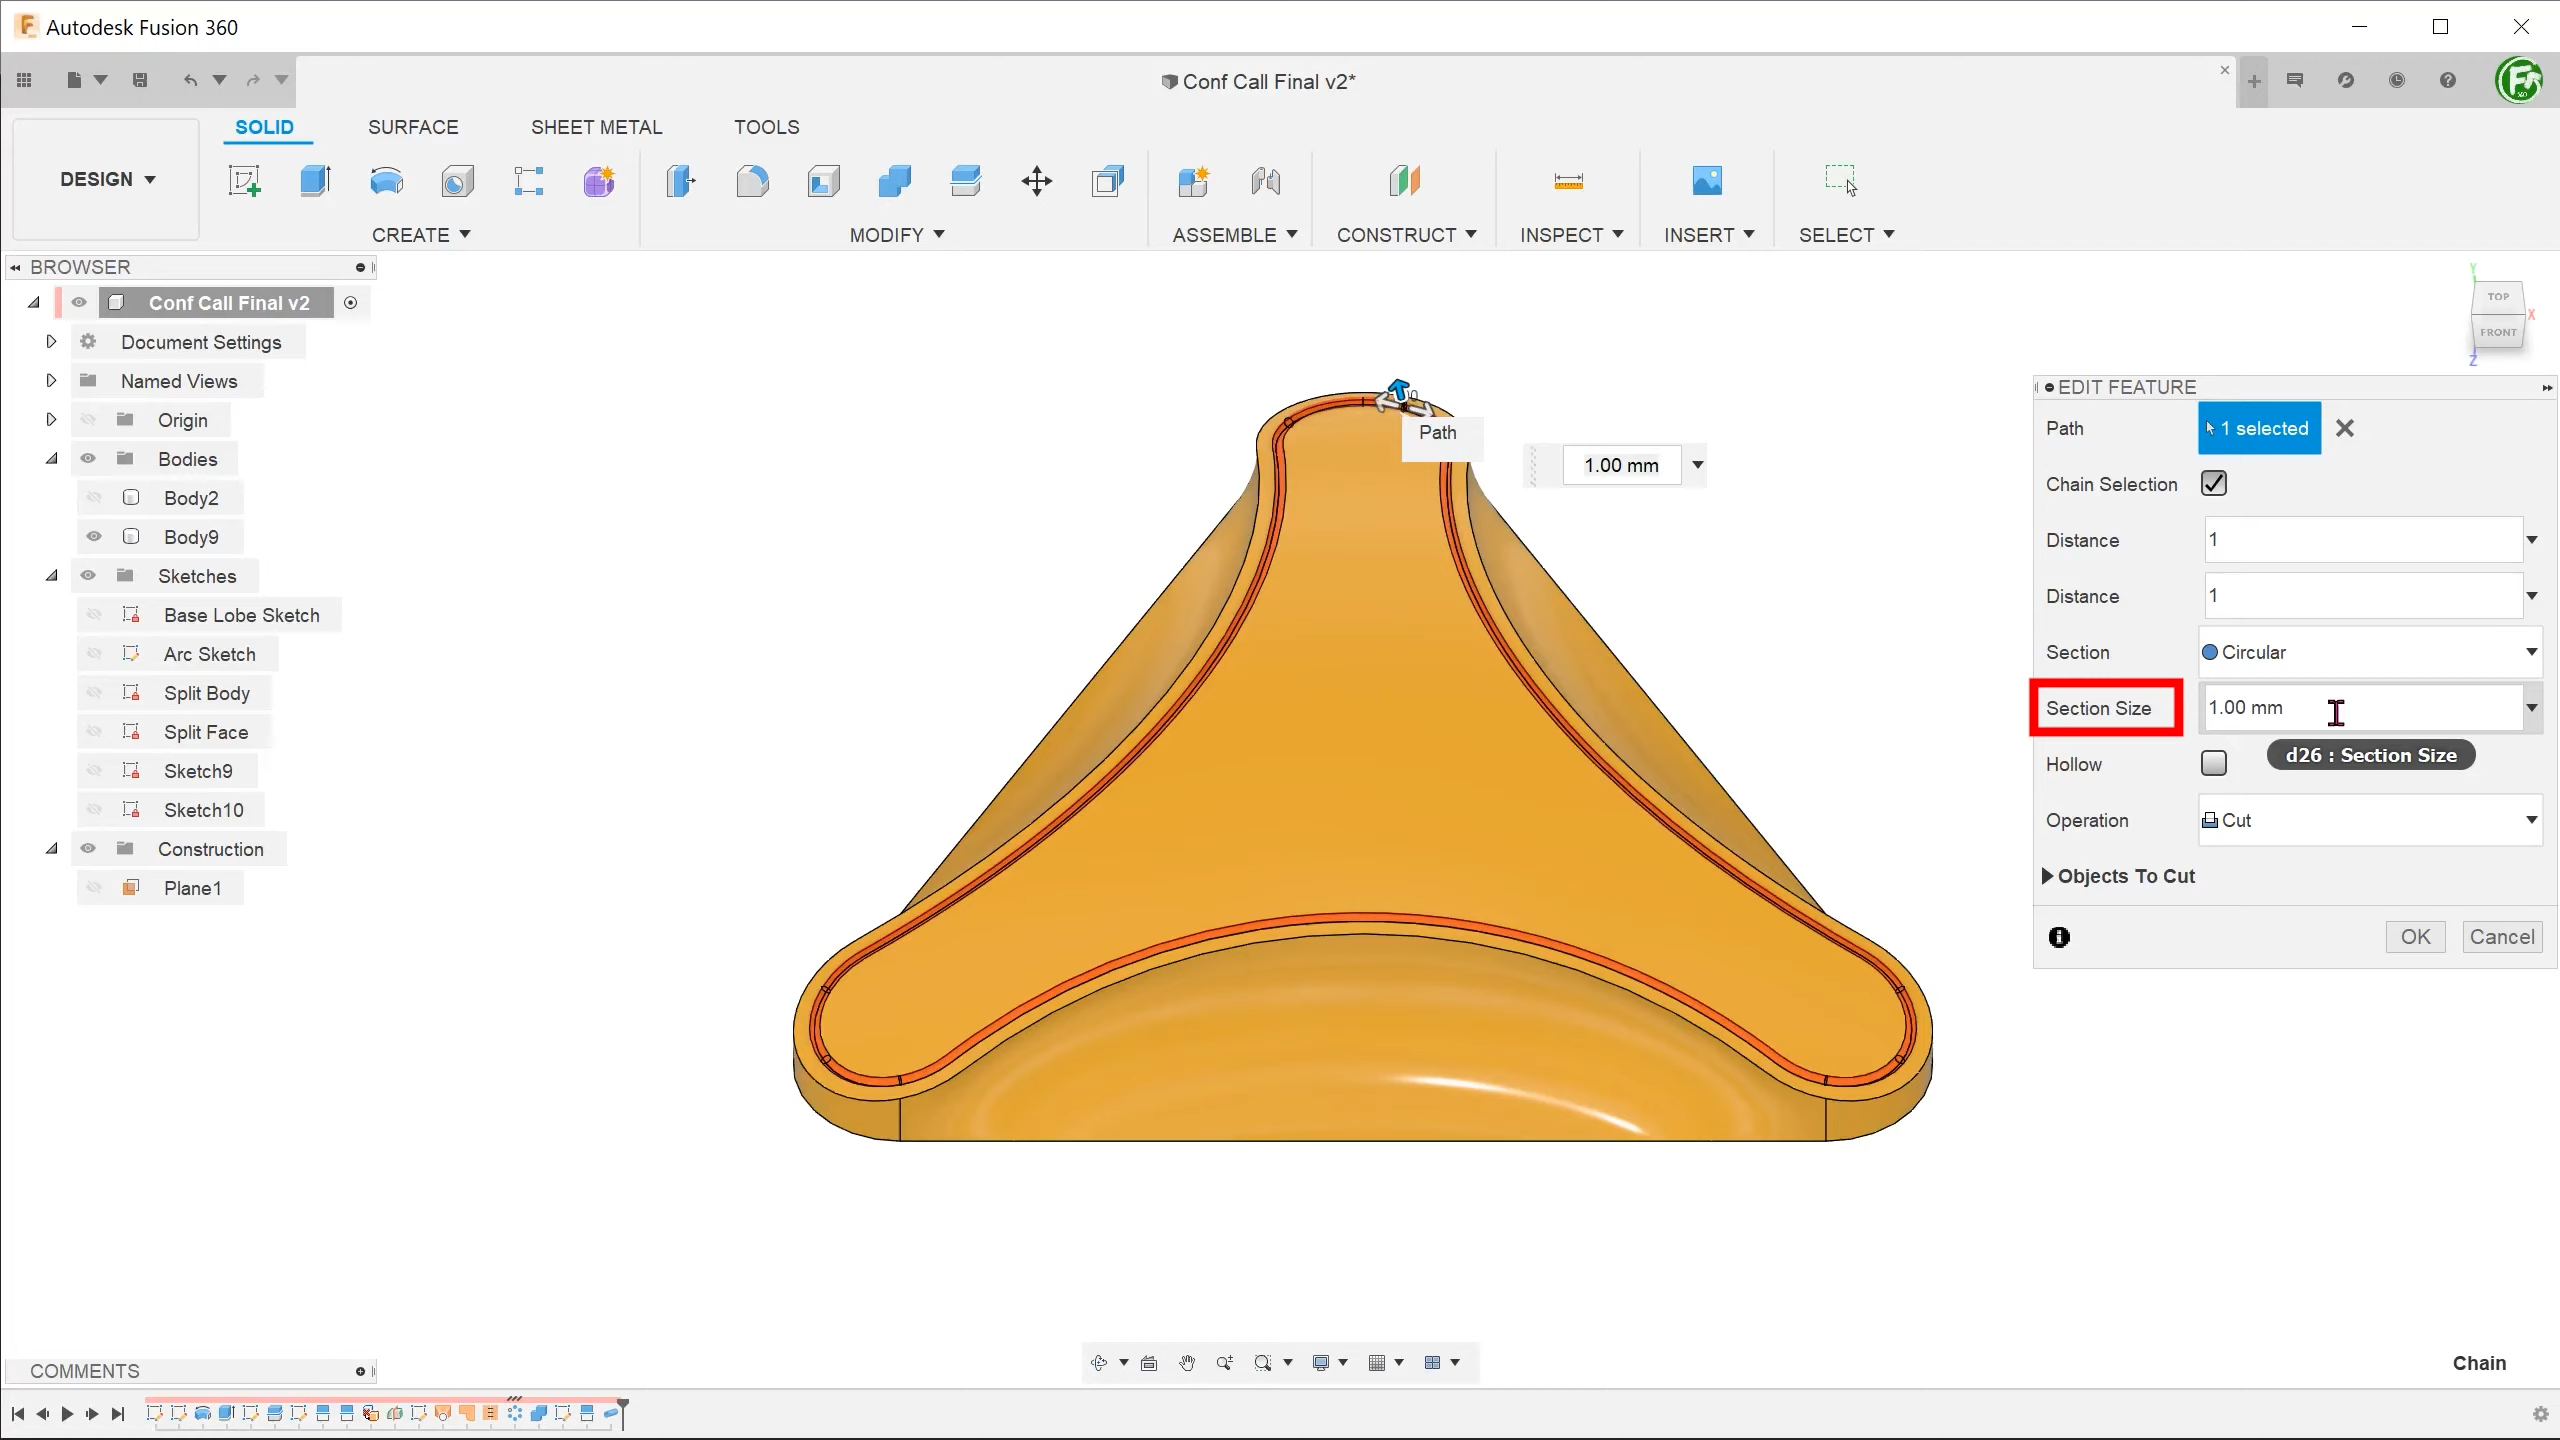 Autodesk Fusion 360
Conf Call Final v2*
SOLID
SURFACE
SHEET METAL
TOOLS
DESIGN
CREATE
MODIFY
ASSEMBLE
CONSTRUCT
INSPECT
INSERT
SELECT
BROWSER
Conf Call Final v2
Document Settings
Named Views
Origin
Bodies
Body2
Body9
Sketches
Base Lobe Sketch
Arc Sketch
Split Body
Split Face
Sketch9
Sketch10
Construction
Plane1
Path
1.00 mm
Y
TOP
X
FRONT
Z
EDIT FEATURE
Path 1 selected
Chain Selection
Distance 1
Distance 1
Section Circular
Section Size 1.00 mm
Hollow
d26 : Section Size
Operation Cut
Objects To Cut
OK Cancel
COMMENTS
Chain